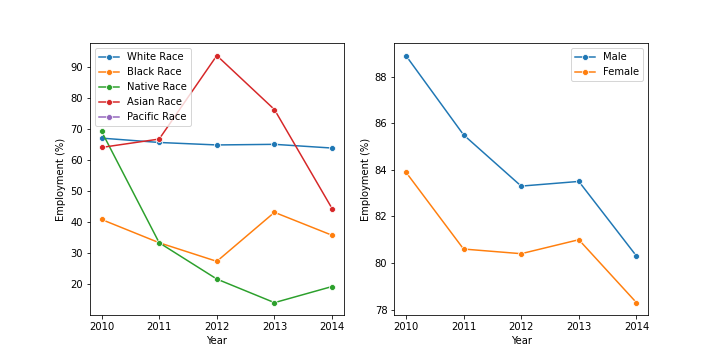 White Race
Black Race
Native Race
Asian Race
Pacific Race
90
80
70
60
50
40
30
20
Employment (%)
2010 2011 2012 2013 2014
Year
Male
Female
88
86
84
82
80
78
Employment (%)
2010 2011 2012 2013 2014
Year